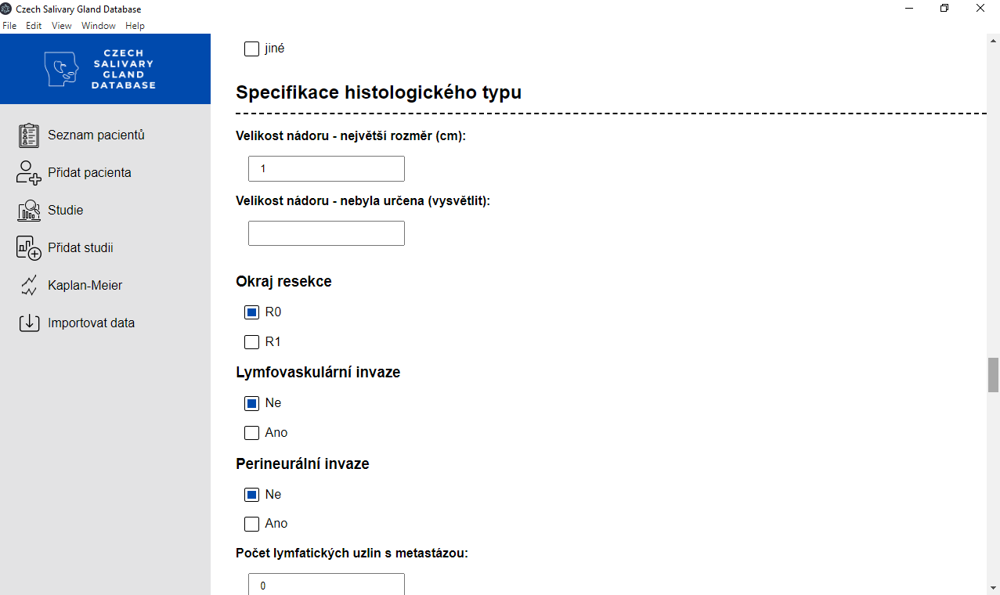 Czech Salivary Gland Database
File Edit View Window Help
CZECH
SALIVARY
GLAND
DATABASE
Seznam pacientů
Přidat pacienta
Studie
Přidat studii
Kaplan-Meier
Importovat data
jiné
Specifikace histologického typu
Velikost nádoru - největší rozměr (cm):
1
Velikost nádoru - nebyla určena (vysvětlit):
Okraj resekce
R0
R1
Lymfovaskulární invaze
Ne
Ano
Perineurální invaze
Ne
Ano
Počet lymfatických uzlin s metastázou:
0